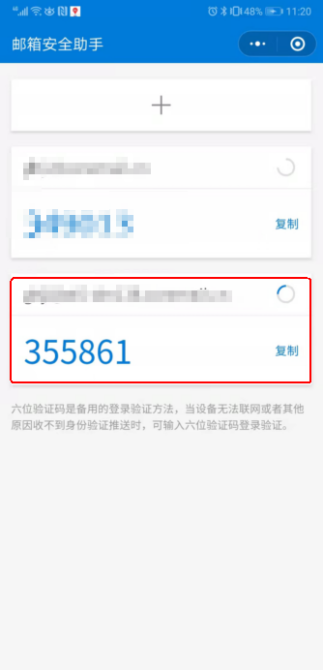 48% 11:20
邮箱安全助手
复制
355861
复制
六位验证码是备用的登录验证方法，当设备无法联网或者其他
原因收不到身份验证推送时，可输入六位验证码登录验证。